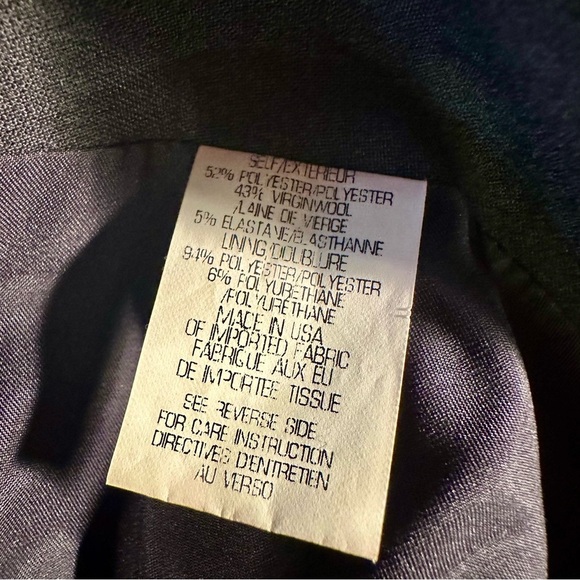 SELF/EXTERIEUR
52% POLYESTER/POLYESTER
43% VIRGINWOOL
/LAINE DE VERGE
5% ELASTANE/ELASTHANNE
LINING/DOUBLURE
94% POLYESTER/POLYESTER
6% POLYURETHANE
/POLYURETHANE
MADE IN USA
OF IMPORTED FABRIC
FABRIGUE AUX EU
DE IMPORTEE TISSUE
SEE REVERSE SIDE
FOR CARE INSTRUCTION
DIRECTIVES D'ENTRETIEN
AU VERSO